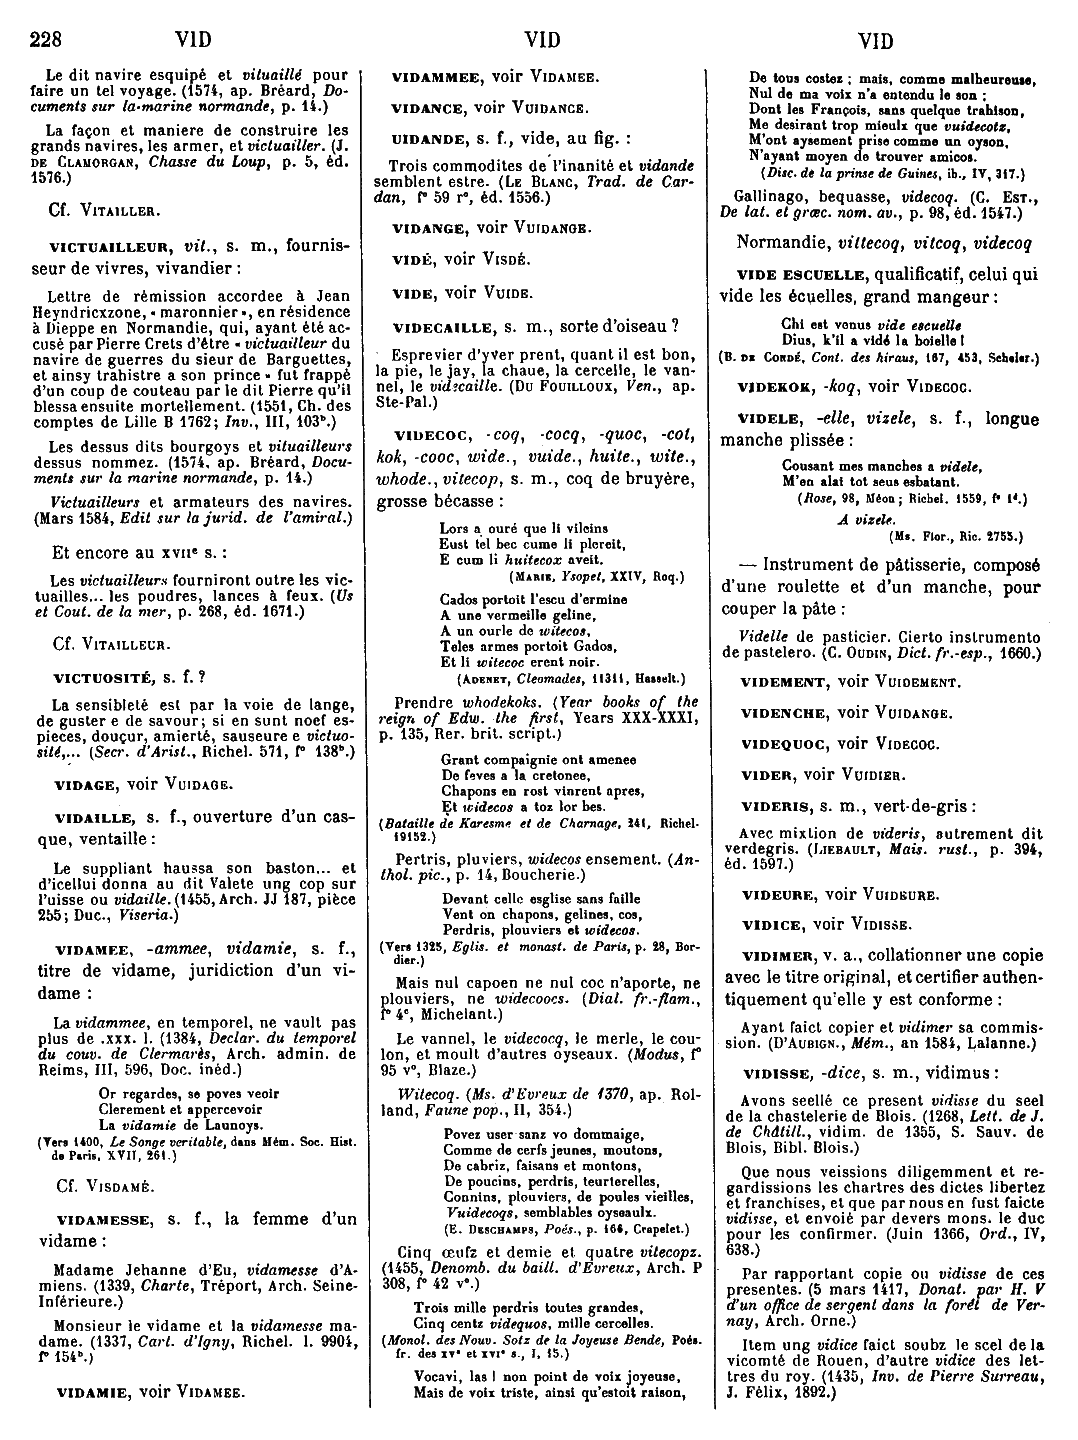 228 VID VID VID
Le dit navire esquipé et vituaillé pour
faire un tel voyage. (1574, ap. Bréard, Do-
cuments sur la marine normande, p. 14.)
La façon et maniere de construire les
grands navires, les armer, et victuailler. (J.
DE CLAMORGAN, Chasse du Loup, p. 5, éd.
1576.)
Cf. VITAILLER.
VICTUAILLEUR, vit., s. m., fournis-
seur de vivres, vivandier :
Lettre de rémission accordee à Jean
Heyndricxzone, « maronnier », en résidence
à Dieppe en Normandie, qui, ayant été ac-
cusé par Pierre Crets d'être « victuailleur du
navire de guerres du sieur de Barguettes,
et ainsy trahistre a son prince » fut frappé
d'un coup de couteau par le dit Pierre qu'il
blessa ensuite mortellement. (1551, Ch. des
comptes de Lille B 1762; Inv., III, 103b.)
Les dessus dits bourgoys et vituailleurs
dessus nommez. (1574, ap. Bréard, Docu-
ments sur la marine normande, p. 14.)
Victuailleurs et armateurs des navires.
(Mars 1584, Edit sur la jurid. de l'amiral.)
Et encore au XVIIe s. :
Les victuailleurs fourniront outre les vic-
tuailles... les poudres, lances à feux. (Us
et Cout. de la mer, p. 268, éd. 1671.)
Cf. VITAILLEUR.
VICTUOSITÉ, s. f. ?
La sensibleté est par la voie de lange,
de guster e de savour; si en sunt noef es-
pieces, douçur, amierté, sauseure e victuo-
sité,... (Secr. d'Arist., Richel. 571, f° 138b.)
VIDAGE, voir VUIDAGE.
VIDAILLE, s. f., ouverture d'un cas-
que, ventaille :
Le suppliant haussa son baston... et
d'icellui donna au dit Valete ung cop sur
l'uisse ou vidaille. (1455, Arch. JJ 187, pièce
255; Duc., Viseria.)
VIDAMEE, -ammee, vidamie, s. f.,
titre de vidame, juridiction d'un vi-
dame :
La vidammee, en temporel, ne vault pas
plus de .xxx. l. (1384, Declar. du temporel
du couv. de Clermarès, Arch. admin. de
Reims, III, 596, Doc. inéd.)
Or regardes, se poves veoir
Clerement et appercevoir
La vidamie de Launoys.
(Vers 1400, Le Songe veritable, dans Mém. Soc. Hist.
de Paris, XVII, 261.)
Cf. VISDAMÉ.
VIDAMESSE, s. f., la femme d'un
vidame :
Madame Jehanne d'Eu, vidamesse d'A-
miens. (1339, Charte, Tréport, Arch. Seine-
Inférieure.)
Monsieur le vidame et la vidamesse ma-
dame. (1337, Cart. d'Igny, Richel. l. 9904,
f° 154b.)
VIDAMIE, voir VIDAMEE.
VIDAMMEE, voir VIDAMEE.
VIDANCE, voir VUIDANCE.
UIDANDE, s. f., vide, au fig. :
Trois commodites de l'inanité et vidande
semblent estre. (LE BLANC, Trad. de Car-
dan, f° 59 r°, éd. 1556.)
VIDANGE, voir VUIDANGE.
VIDÉ, voir VISDÉ.
VIDE, voir VUIDE.
VIDECAILLE, s. m., sorte d'oiseau ?
Esprevier d'yver prent, quant il est bon,
la pie, le jay, la chaue, la cercelle, le van-
nel, le videcaille. (DU FOUILLOUX, Ven., ap.
Ste-Pal.)
VIDECOC, -coq, -cocq, -quoc, -cot,
kok, -cooc, wide., vuide., huite., wite.,
whode., vitecop, s. m., coq de bruyère,
grosse bécasse :
Lors a ouré que li vilcins
Eust tel bec cume li plcreit,
E cum li huitecox aveit.
(MARIE, Ysopet, XXIV, Roq.)
Cados portoit l'escu d'ermine
A une vermeille geline,
A un ourle de witecos,
Teles armes portoit Gados,
Et li witecoc erent noir.
(ADENET, Cleomades, 11311, Hasselt.)
Prendre whodekoks. (Year books of the
reign of Edw. the first, Years XXX-XXXI,
p. 135, Rer. brit. script.)
Grant compaignie ont amenee
De feves a la cretonee,
Chapons en rost vinrent apres,
Et widecos a toz lor bes.
(Bataille de Karesme et de Charnage, 241, Richel.
19152.)
Pertris, pluviers, widecos ensement. (An-
thol. pic., p. 14, Boucherie.)
Devant celle esglise sans faille
Vent on chapons, gelines, cos,
Perdris, plouviers et widecos.
(Vers 1325, Eglis. et monast. de Paris, p. 28, Bor-
dier.)
Mais nul capoen ne nul coc n'aporte, ne
plouviers, ne widecoocs. (Dial. fr.-flam.,
f° 4c, Michelant.)
Le vannel, le videcocq, le merle, le cou-
lon, et moult d'autres oyseaux. (Modus, f°
95 v°, Blaze.)
Witecoq. (Ms. d'Evreux de 1370, ap. Rol-
land, Faune pop., II, 354.)
Povez user sanz vo dommaige,
Comme de cerfs jeunes, moutons,
De cabriz, faisans et montons,
De poucins, perdris, teurterelles,
Connins, plouviers, de poules vieilles,
Vuidecoqs, semblables oyseaulx.
(E. DESCHAMPS, Poés., p. 166, Crapelet.)
Cinq œufz et demie et quatre vitecopz.
(1455, Denomb. du baill. d'Evreux, Arch. P
308, f° 42 v°.)
Trois mille perdris toutes grandes,
Cinq centz videquos, mille cercelles.
(Monol. des Nouv. Sotz de la Joyeuse Bende, Poés.
fr. des XVe et XVIe s., I, 15.)
Vocavi, las ! non point de voix joyeuse,
Mais de voix triste, ainsi qu'estoit raison,
De tous costez ; mais, comme malheureuse,
Nul de ma voix n'a entendu le son ;
Dont les François, sans quelque trahison,
Me desirant trop mieulx que vuidecotz,
M'ont aysement prise comme un oyson,
N'ayant moyen de trouver amicos.
(Disc. de la prinse de Guines, ib., IV, 317.)
Gallinago, bequasse, videcoq. (C. EST.,
De lat. et græc. nom. av., p. 98, éd. 1547.)
Normandie, vittecoq, vitcoq, videcoq
VIDE ESCUELLE, qualificatif, celui qui
vide les écuelles, grand mangeur :
Chi est venus vide escuelle
Dius, k'il a vidé la boielle !
(B. DE CONDÉ, Cont. des hiraus, 167, 453, Scheler.)
VIDEKOK, -koq, voir VIDECOC.
VIDELE, -elle, vizele, s. f., longue
manche plissée :
Cousant mes manches a videle,
M'en alai tot seus esbatant.
(Rose, 98, Méon; Richel. 1559, f° 1d.)
A vizele.
(Ms. Flor., Ric. 2755.)
— Instrument de pâtisserie, composé
d'une roulette et d'un manche, pour
couper la pâte :
Videlle de pasticier. Cierto instrumento
de pastelero. (C. OUDIN, Dict. fr.-esp., 1660.)
VIDEMENT, voir VUIDEMENT.
VIDENCHE, voir VUIDANGE.
VIDEQUOC, voir VIDECOC.
VIDER, voir VUIDIER.
VIDERIS, s. m., vert-de-gris :
Avec mixtion de videris, autrement dit
verdegris. (LIEBAULT, Mais. rust., p. 394,
éd. 1597.)
VIDEURE, voir VUIDEURE.
VIDICE, voir VIDISSE.
VIDIMER, v. a., collationner une copie
avec le titre original, et certifier authen-
tiquement qu'elle y est conforme :
Ayant faict copier et vidimer sa commis-
sion. (D'AUBIGN., Mém., an 1584, Lalanne.)
VIDISSE, -dice, s. m., vidimus :
Avons seellé ce present vidisse du seel
de la chastelerie de Blois. (1268, Lett. de J.
de Châtill., vidim. de 1355, S. Sauv. de
Blois, Bibl. Blois.)
Que nous veissions diligemment et re-
gardissions les chartres des dictes libertez
et franchises, et que par nous en fust faicte
vidisse, et envoié par devers mons. le duc
pour les confirmer. (Juin 1366, Ord., IV,
638.)
Par rapportant copie ou vidisse de ces
presentes. (5 mars 1417, Donat. par H. V
d'un office de sergent dans la forêt de Ver-
nay, Arch. Orne.)
Item ung vidice faict soubz le scel de la
vicomté de Rouen, d'autre vidice des let-
tres du roy. (1435, Inv. de Pierre Surreau,
J. Félix, 1892.)